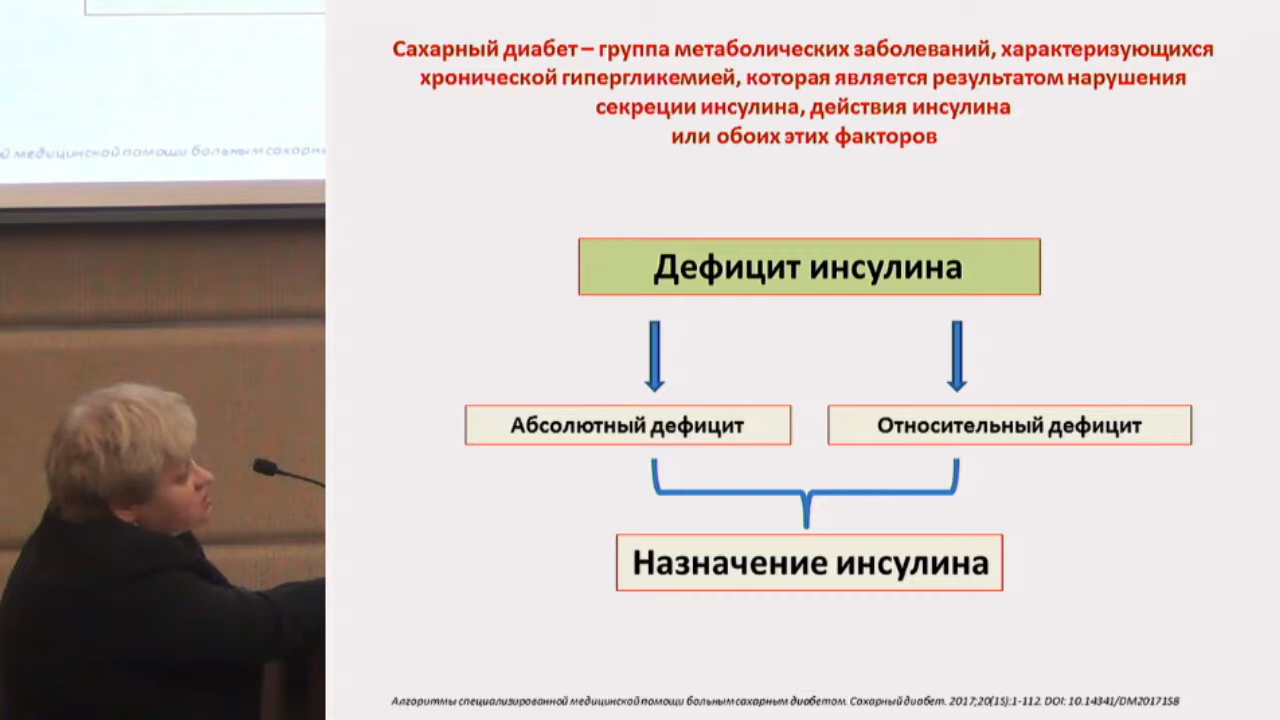 й медицинской помощи больным сахарн
Сахарный диабет – группа метаболических заболеваний, характеризующихся
хронической гипергликемией, которая является результатом нарушения
секреции инсулина, действия инсулина
или обоих этих факторов
Дефицит инсулина
Абсолютный дефицит
Относительный дефицит
Назначение инсулина
Алгоритмы специализированной медицинской помощи больным сахарным диабетом. Сахарный диабет. 2017;20(1S):1-112. DOI: 10.14341/DM20171S8